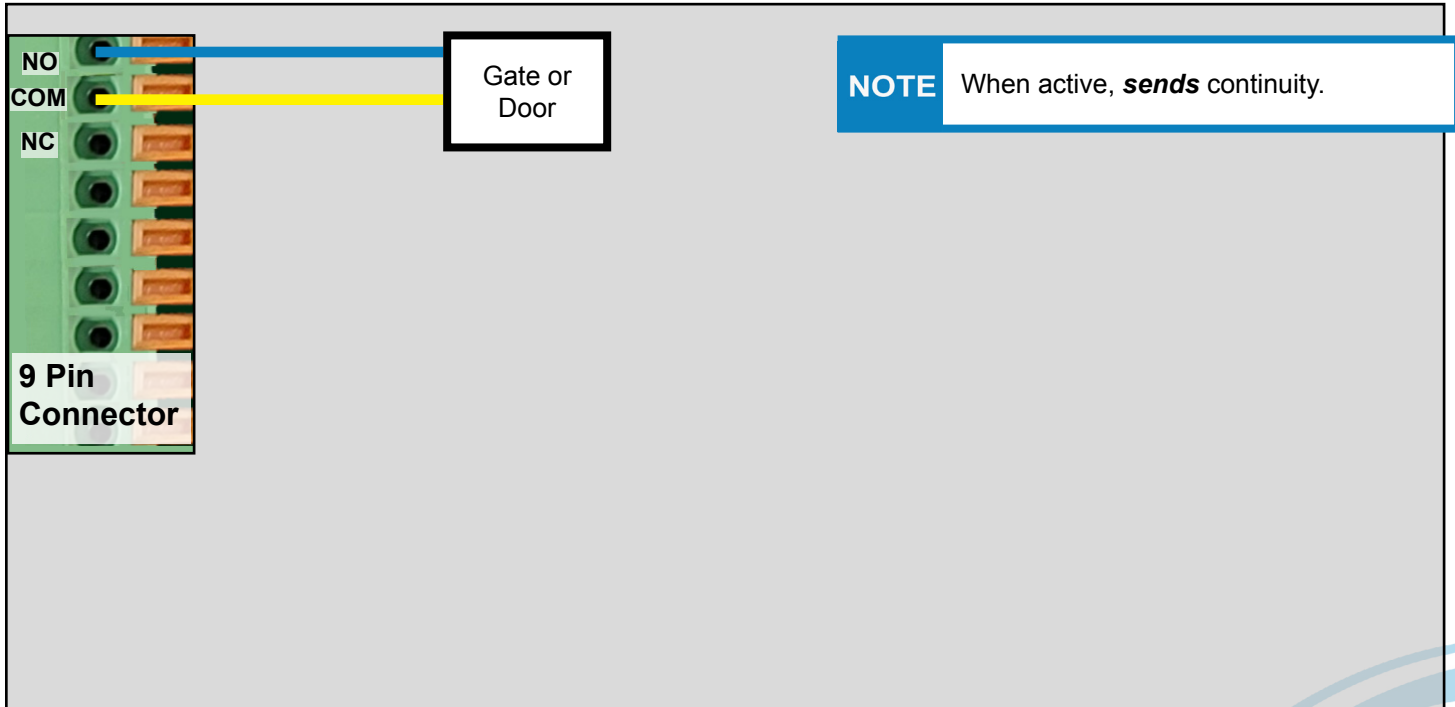 NO
COM
NC
9 Pin
Connector
Gate or
Door
NOTE
When active, sends continuity.